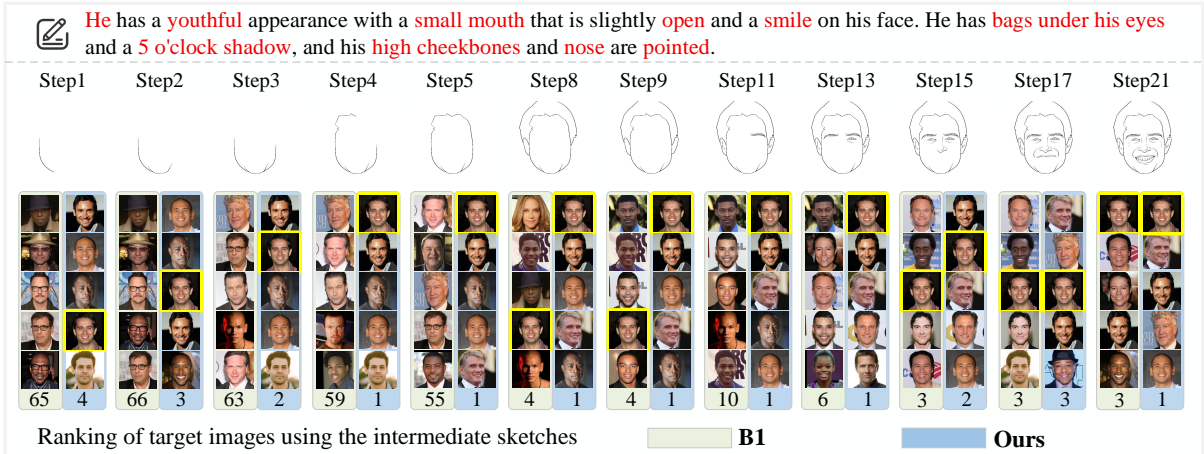 He has a youthful appearance with a small mouth that is slightly open and a smile on his face. He has bags under his eyes
and a 5 o'clock shadow, and his high cheekbones and nose are pointed.
Step1 Step2 Step3 Step4 Step5 Step8 Step9 Step11 Step13 Step15 Step17 Step21
65 4 66 3 63 2 59 1 55 1 4 1 4 1 10 1 6 1 3 2 3 3 3 1
Ranking of target images using the intermediate sketches B1 Ours